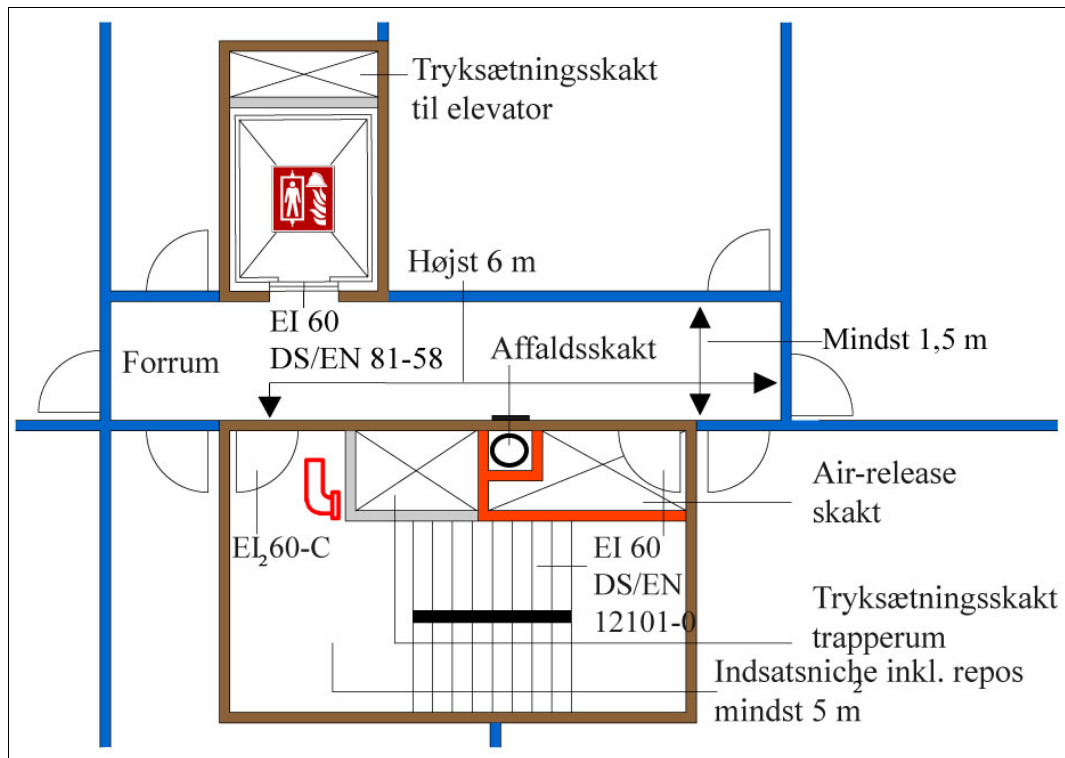 Tryksætningsskakt
til elevator
Højst 6 m
EI 60
DS/EN 81-58
Forrum
Affaldsskakt
Mindst 1,5 m
EI₂60-C
EI 60
DS/EN
12101-0
Air-release
skakt
Tryksætningsskakt
trapperum
Indsatsniche inkl. repos
mindst 5 m²